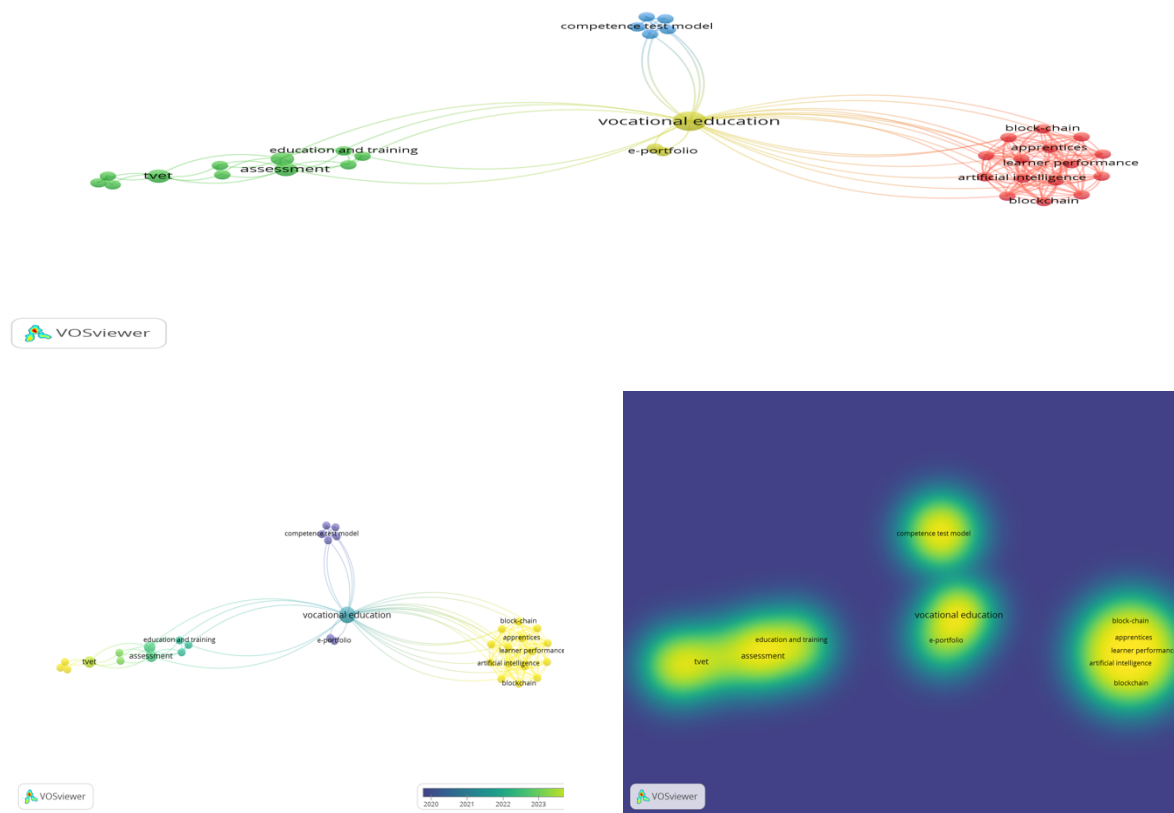 competence test model
vocational education
block-chain
education and training
e-portfolio
apprentices
assessment
learner performance
tvet
artificial intelligence
blockchain
VOSviewer
competence test model
vocational education
block-chain
education and training
e-portfolio
apprentices
assessment
learner performance
tvet
artificial intelligence
blockchain
VOSviewer
2020 2021 2022 2023
competence test model
vocational education
block-chain
education and training
e-portfolio
apprentices
assessment
learner performance
tvet
artificial intelligence
blockchain
VOSviewer